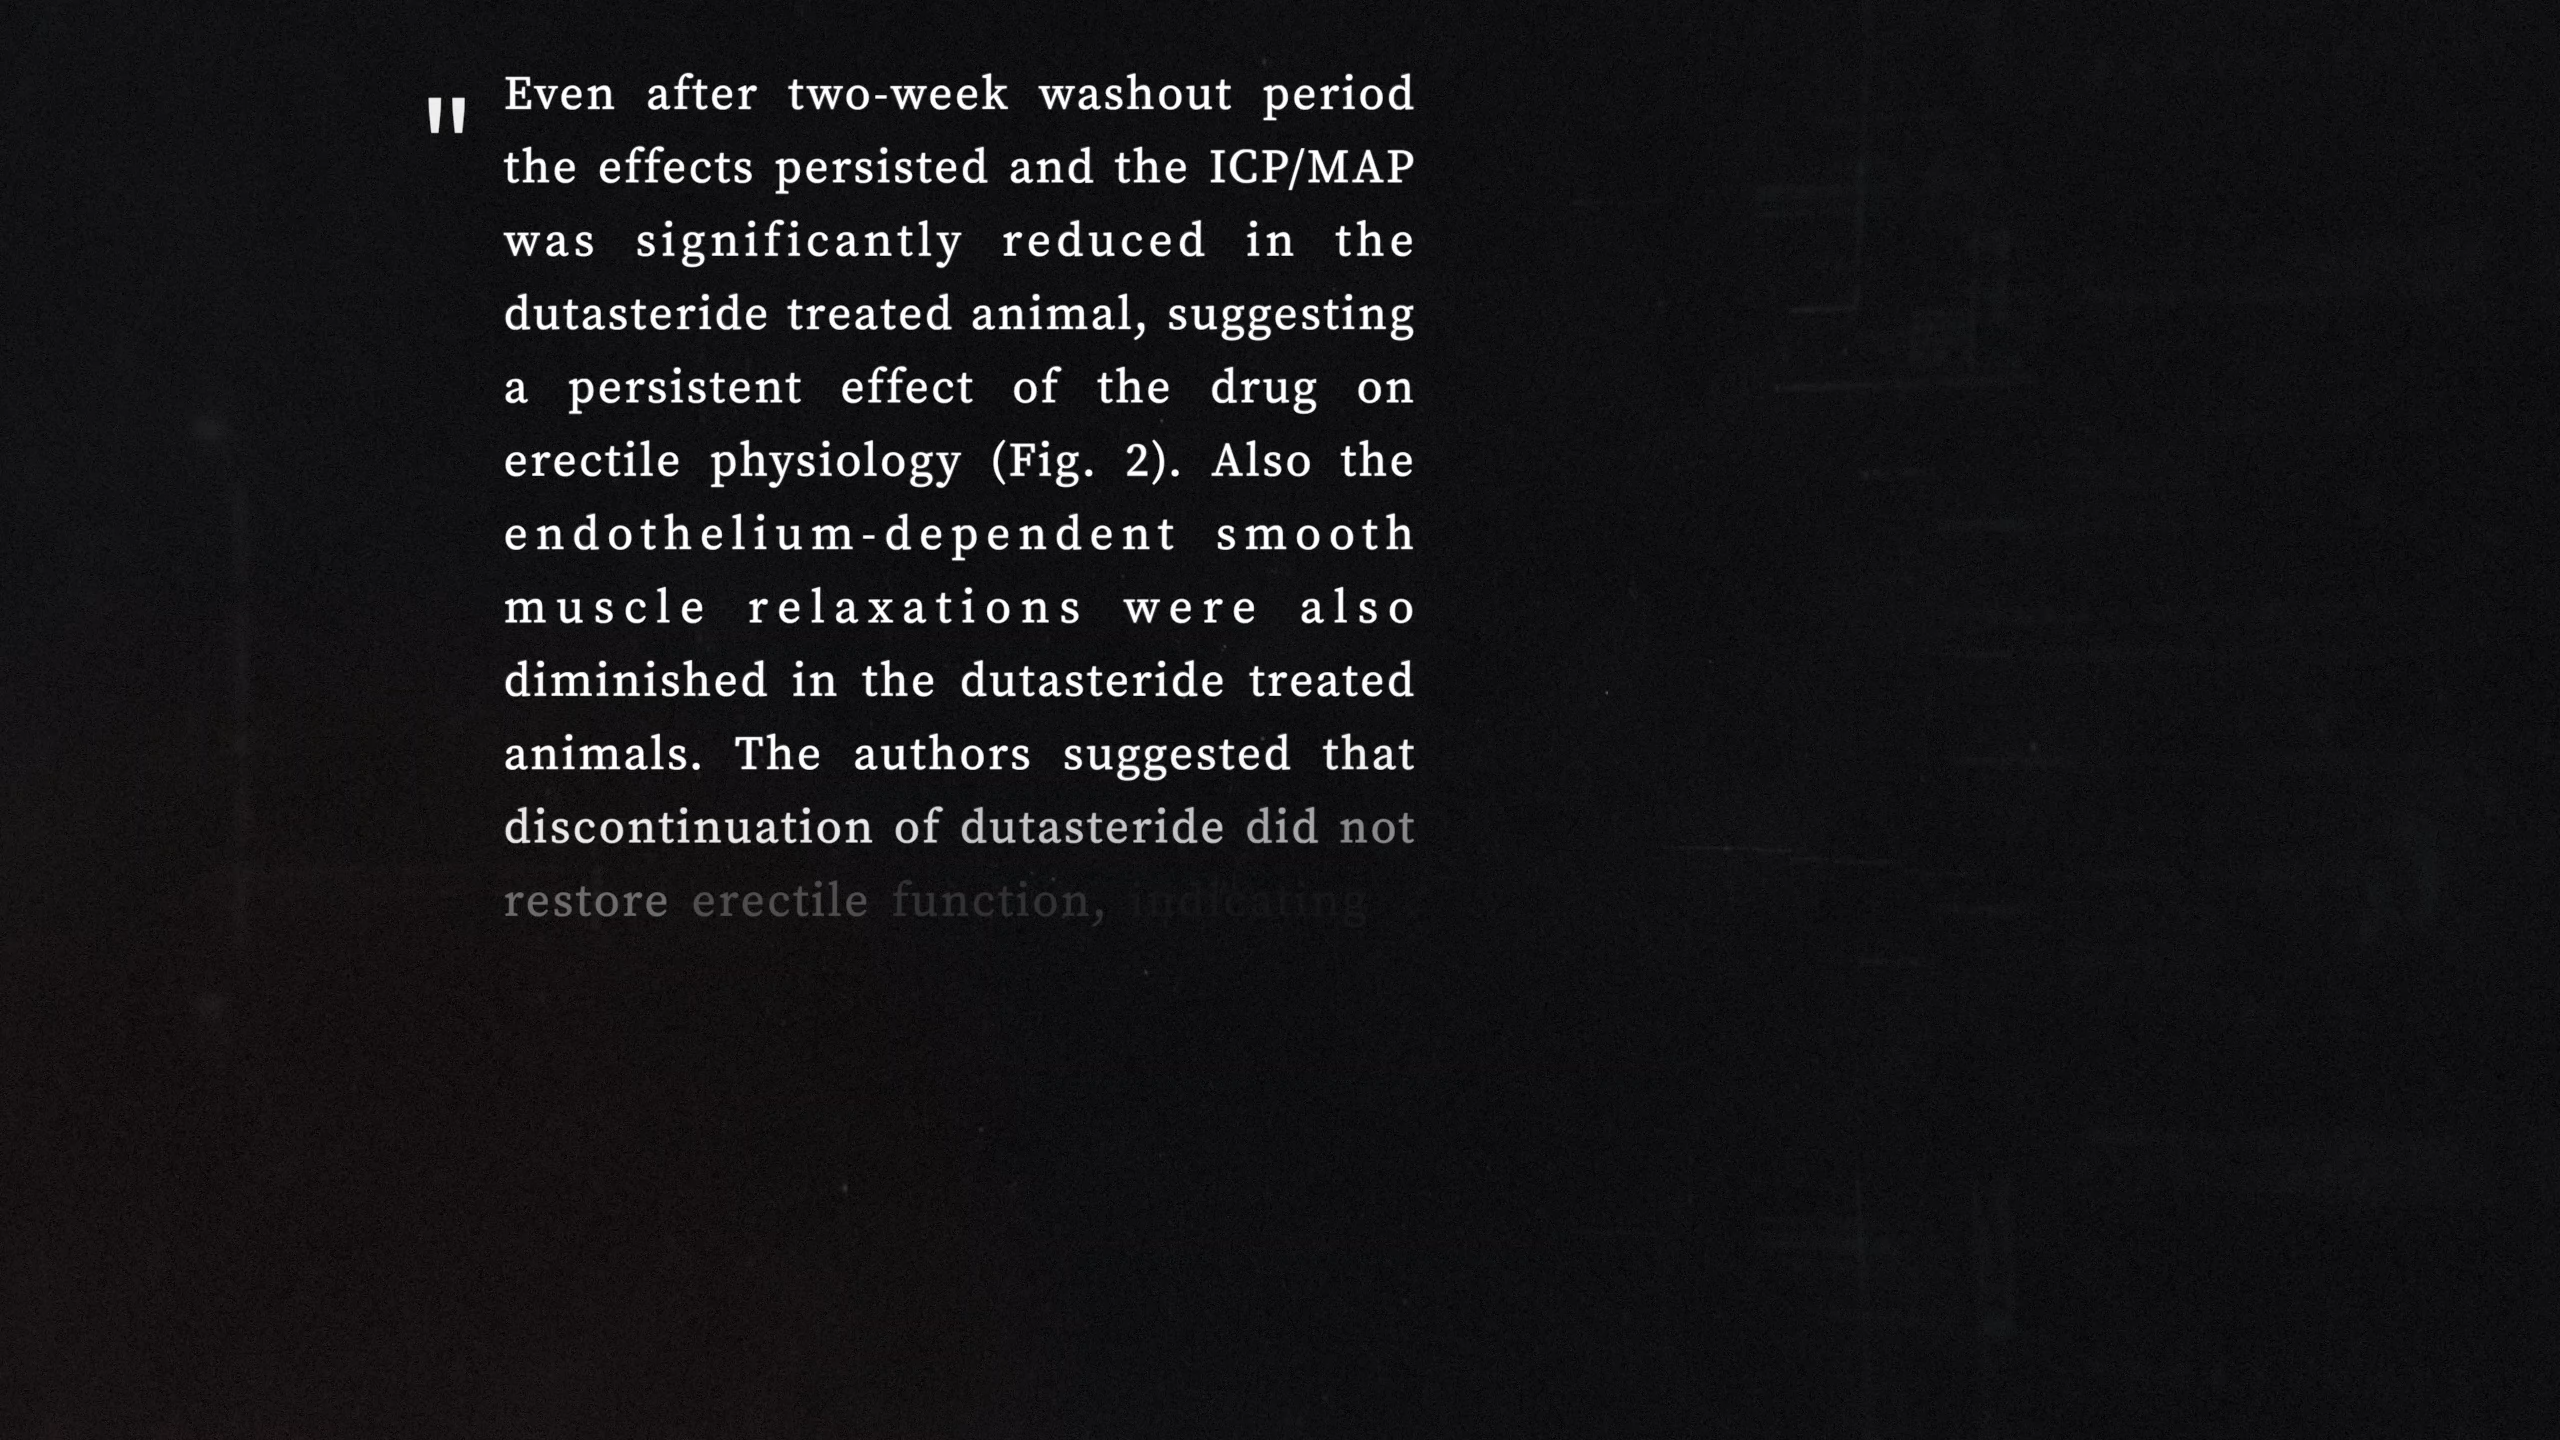 "
Even after two-week washout period
the effects persisted and the ICP/MAP
was significantly reduced in the
dutasteride treated animal, suggesting
a persistent effect of the drug on
erectile physiology (Fig. 2). Also the
endothelium-dependent smooth
muscle relaxations were also
diminished in the dutasteride treated
animals. The authors suggested that
discontinuation of dutasteride did not
restore erectile function, indicating